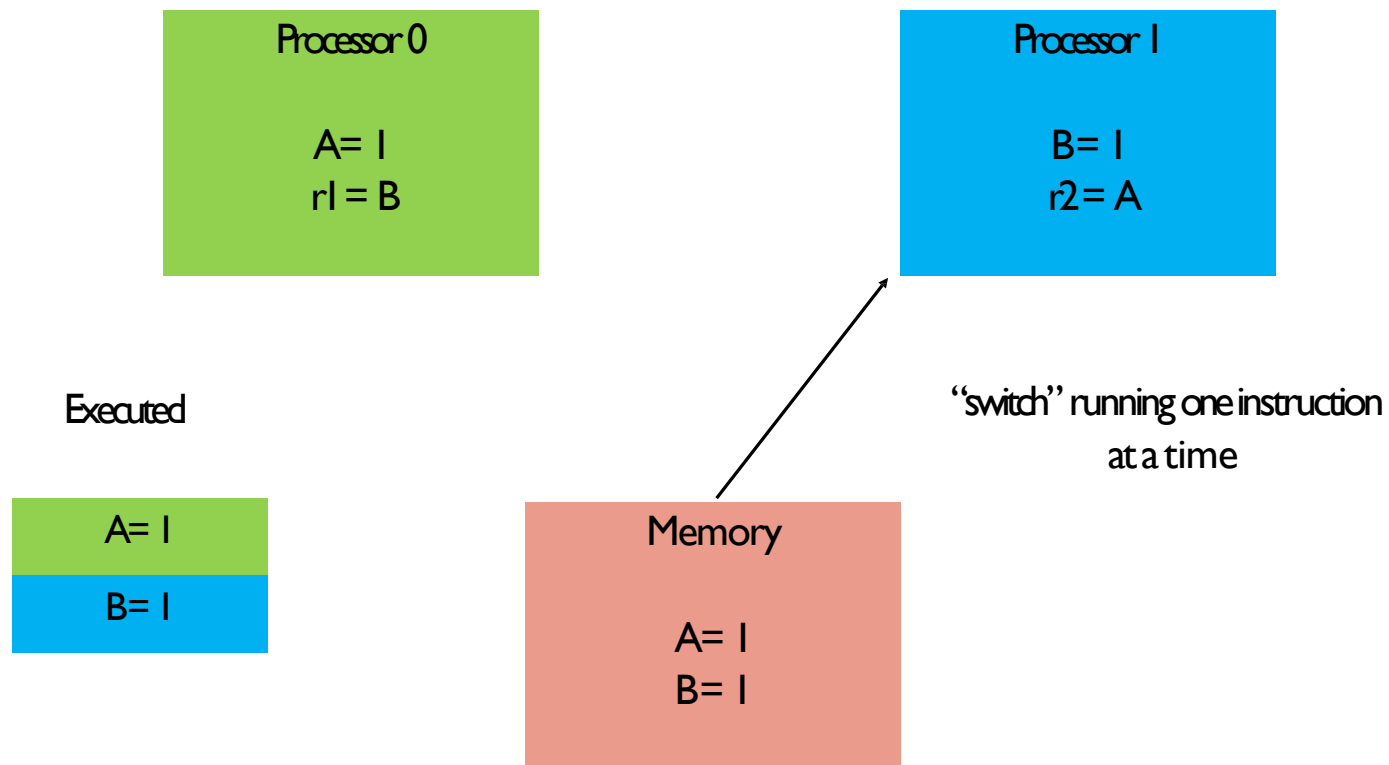 Processor 0
A= 1
r1 = B
Processor 1
B= 1
r2= A
Executed
A= 1
B= 1
“switch” running one instruction
at a time
Memory
A= 1
B= 1